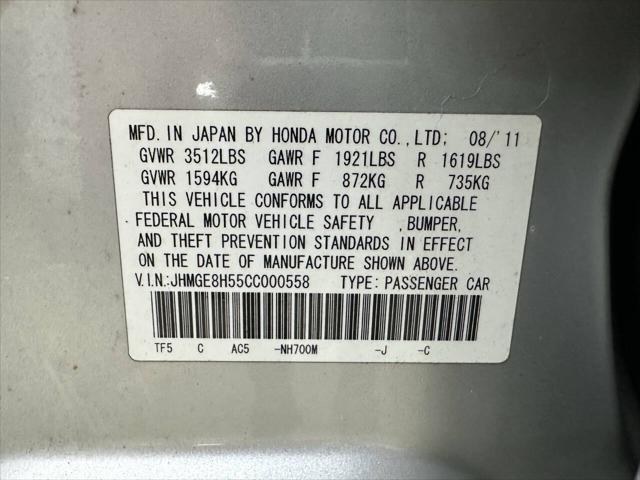 MFD. IN JAPAN BY HONDA MOTOR CO., LTD; 08/'11
GVWR 3512LBS GAWR F 1921LBS R 1619LBS
GVWR 1594KG GAWR F 872KG R 735KG
THIS VEHICLE CONFORMS TO ALL APPLICABLE
FEDERAL MOTOR VEHICLE SAFETY , BUMPER,
AND THEFT PREVENTION STANDARDS IN EFFECT
ON THE DATE OF MANUFACTURE SHOWN ABOVE.
V.I.N.:JHMGE8H55CC000558 TYPE: PASSENGER CAR
TF5 C AC5 -NH700M -J -C